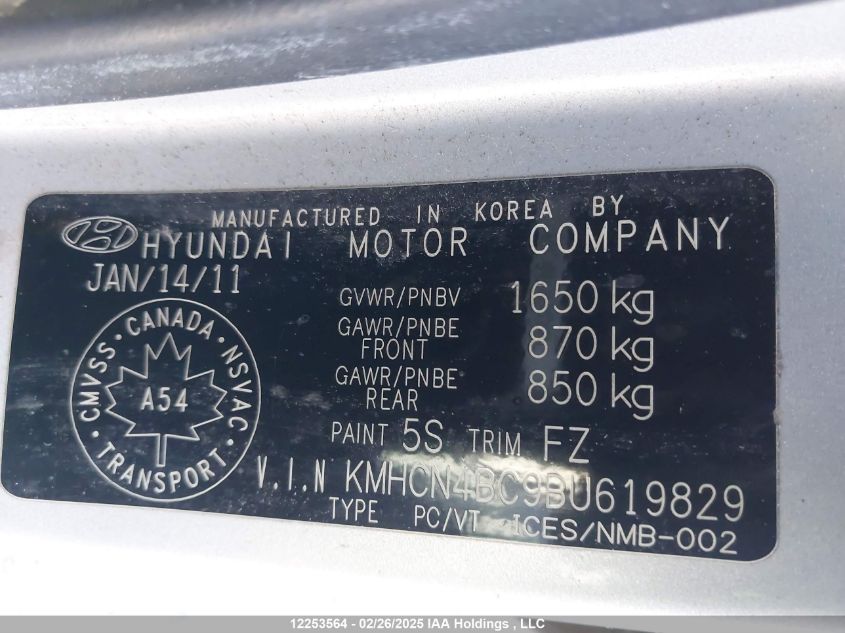 MANUFACTURED IN KOREA BY
HYUNDAI MOTOR COMPANY
JAN/14/11
GVWR/PNBV 1650 kg
GAWR/PNBE FRONT 870 kg
GAWR/PNBE REAR 850 kg
PAINT 5S TRIM FZ
V.I.N KMHCN4BC9BU619829
TYPE PC/VT ICES/NMB-002
CANADA
CMVSS · NSVAC
A54
TRANSPORT
12253564 - 02/26/2025 IAA Holdings , LLC